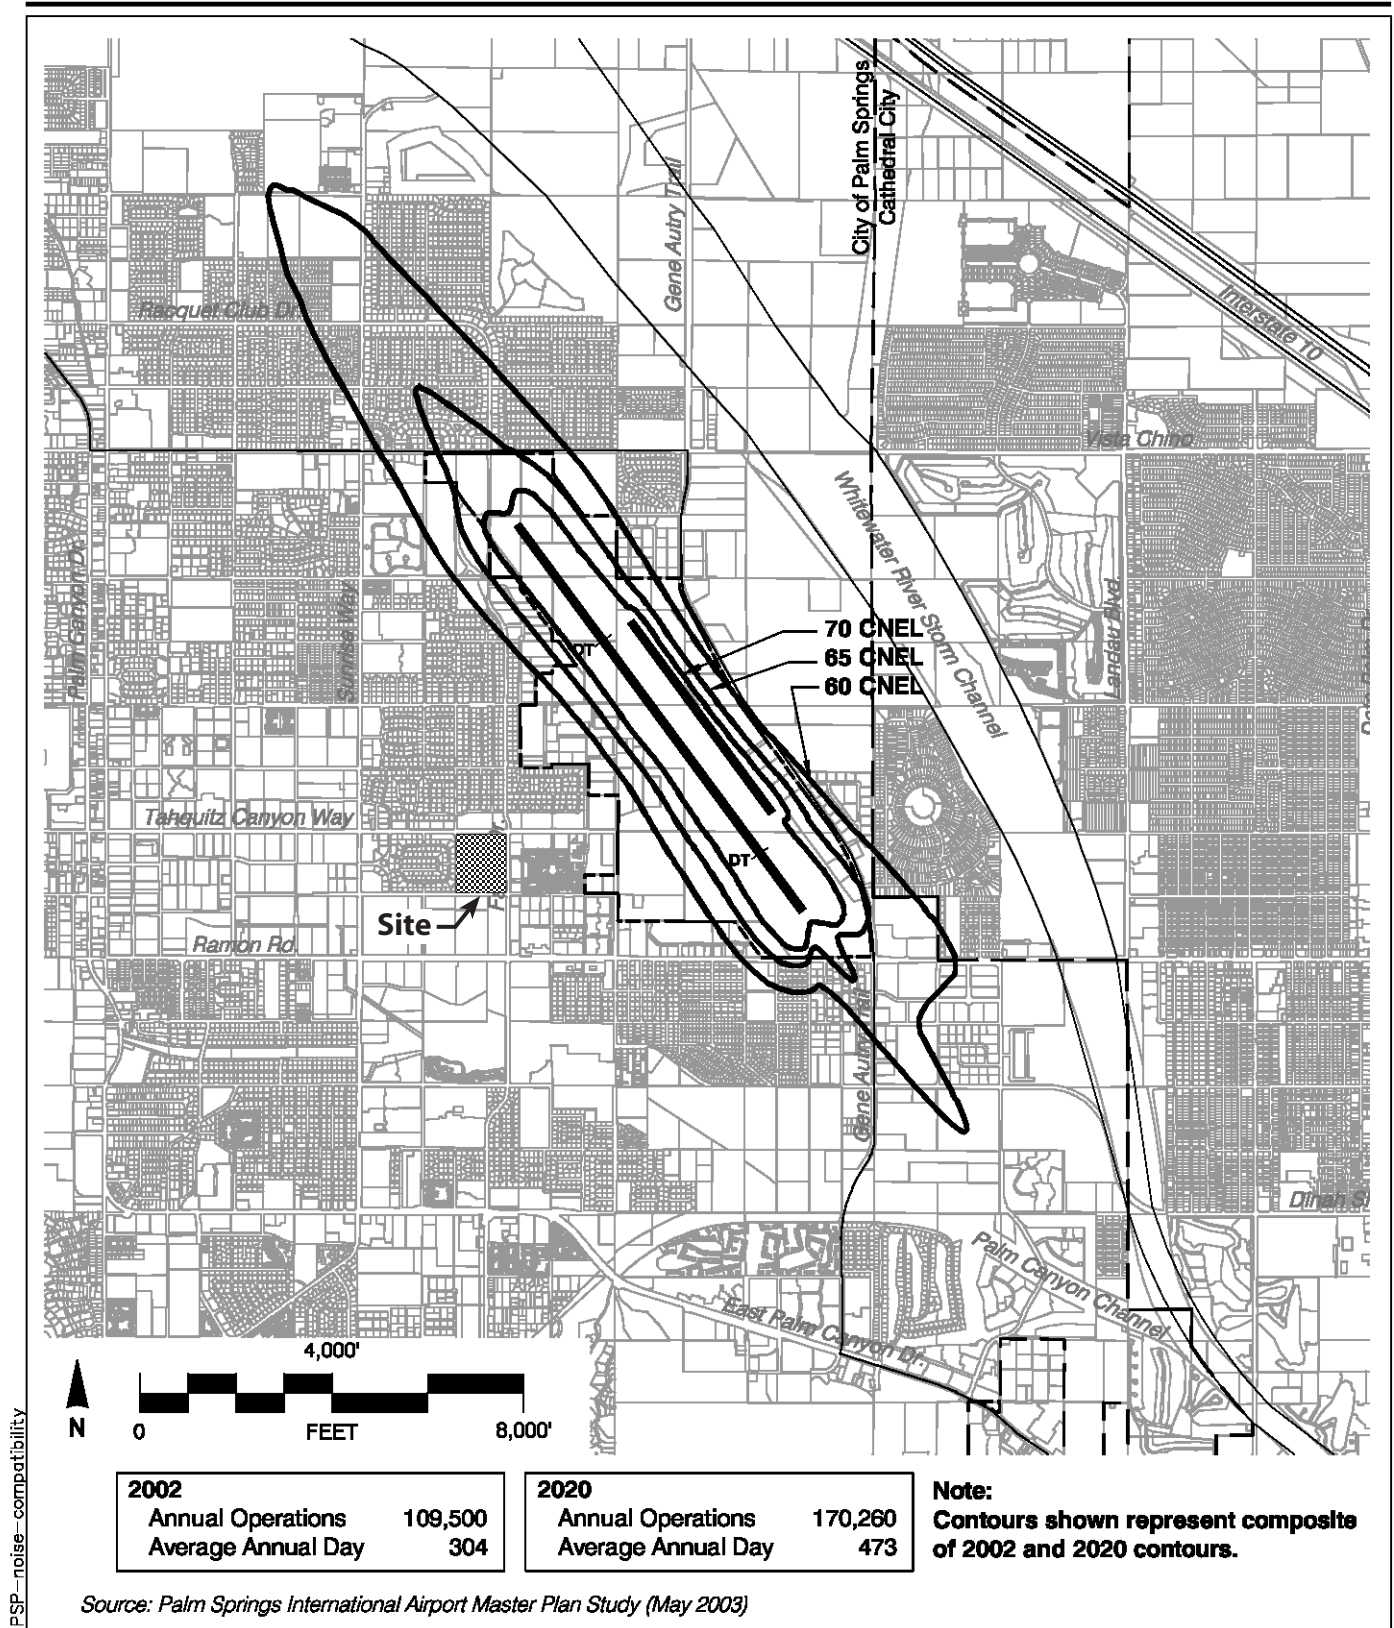 City of Palm Springs
Cathedral City
Gene Autry Trail
Racquet Club Dr.
Interstate 10
Vista Chino
Whitewater River Storm Channel
Palm Canyon Dr.
Sunrise Way
Landau Blvd.
70 CNEL
65 CNEL
60 CNEL
DT
DT
Tahquitz Canyon Way
Site
Ramon Rd.
Gene Autry Trail
Palm Canyon Channel
East Palm Canyon Dr.
4,000'
N
0
FEET
8,000'
2002
Annual Operations 109,500
Average Annual Day 304
2020
Annual Operations 170,260
Average Annual Day 473
Note:
Contours shown represent composite
of 2002 and 2020 contours.
PSP-noise-compatibility
Source: Palm Springs International Airport Master Plan Study (May 2003)